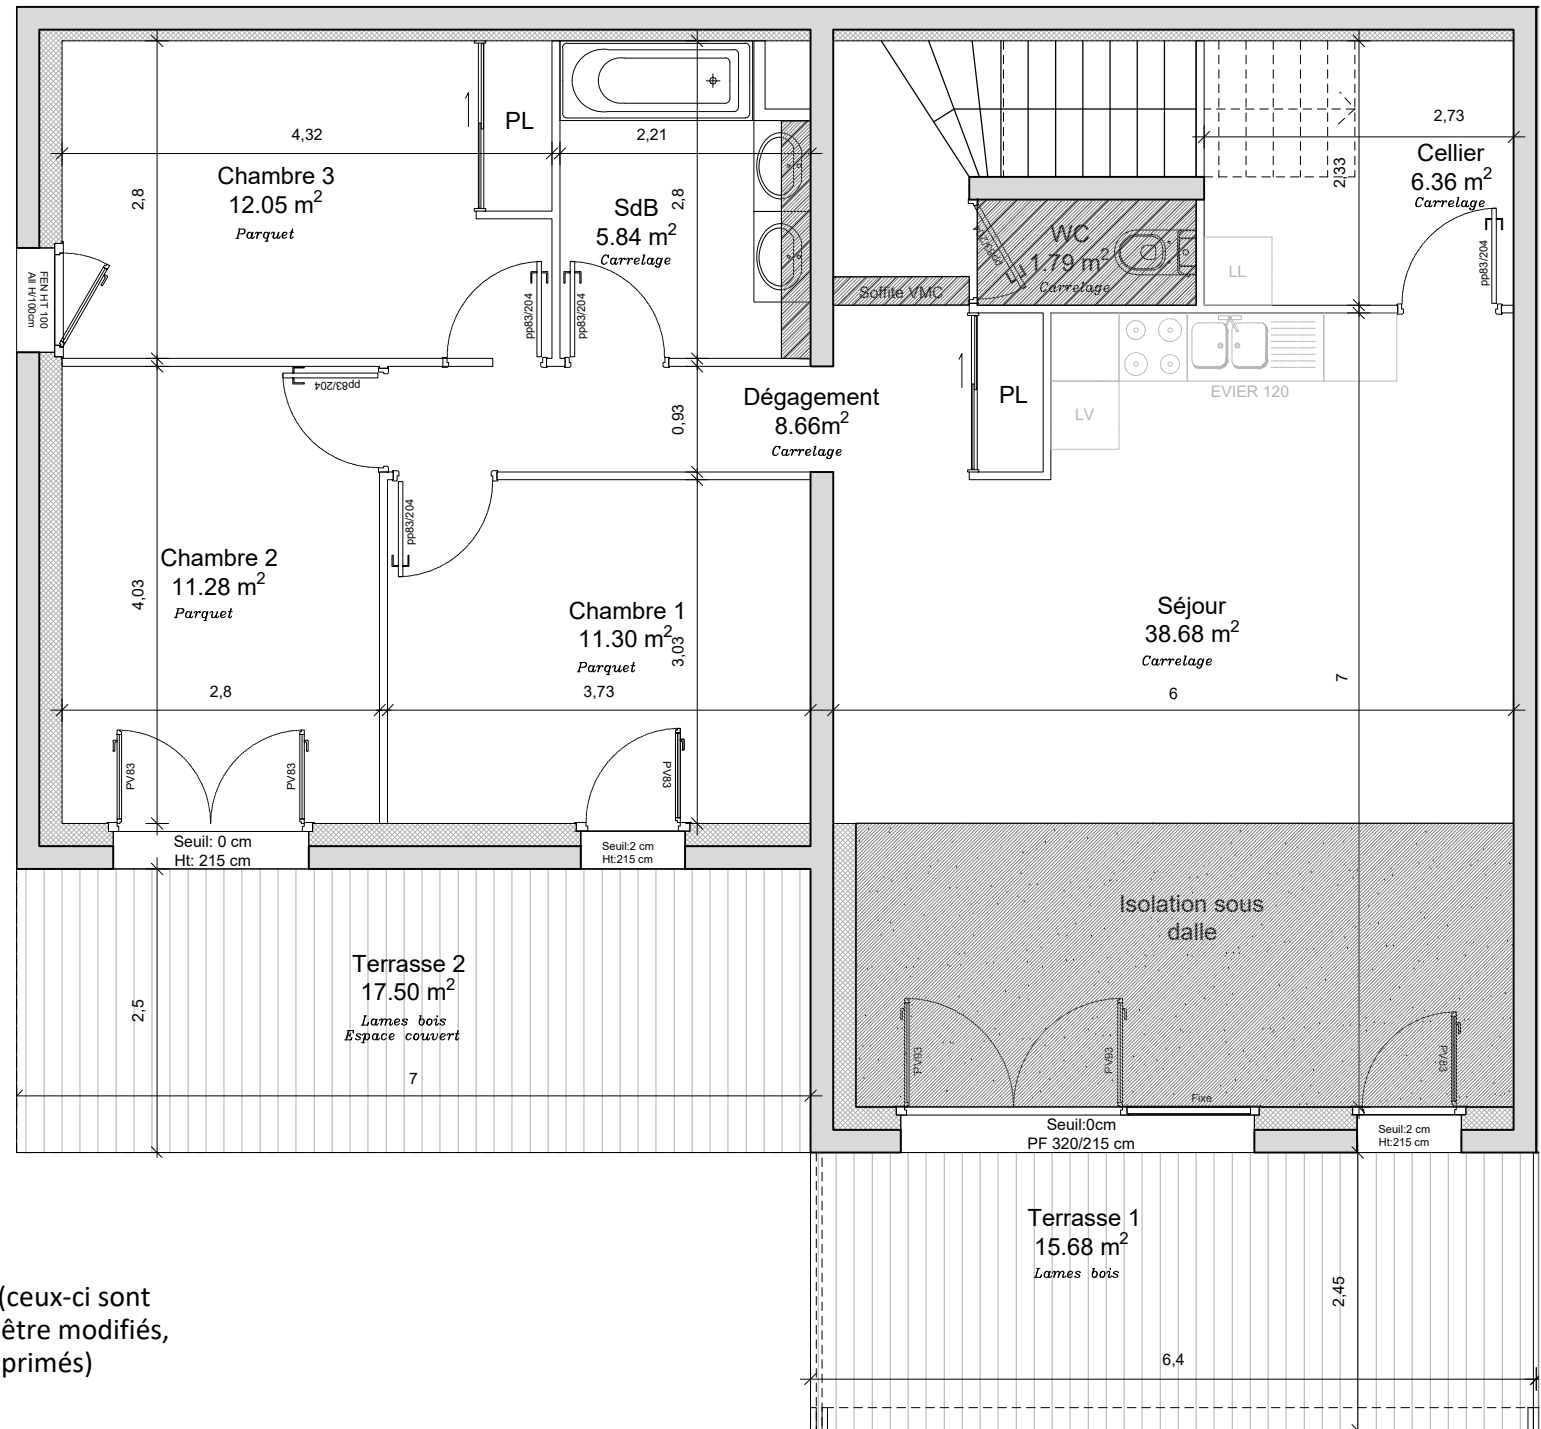 PL
4,32
2,21
2,73
Chambre 3
12.05 m²
Parquet
2,8
SdB
5.84 m²
Carrelage
2,8
2,33
Cellier
6.36 m²
Carrelage
WC
1.79 m²
Carrelage
pp83/204
LL
pp83/204
FEN HT 100
All H/100cm
Soffite VMC
pp83/204
pp83/204
pp83/204
PL
EVIER 120
LV
Dégagement
8.66m²
Carrelage
0,93
pp83/204
Chambre 2
11.28 m²
Parquet
4,03
Chambre 1
11.30 m²
Parquet
3,03
Séjour
38.68 m²
Carrelage
7
2,8
3,73
6
PV83
PV83
PV83
Seuil: 0 cm
Ht: 215 cm
Seuil:2 cm
Ht:215 cm
Isolation sous
dalle
Terrasse 2
17.50 m²
Lames bois
Espace couvert
2,5
7
PV93
PV93
PV83
Fixe
Seuil:0cm
PF 320/215 cm
Seuil:2 cm
Ht:215 cm
Terrasse 1
15.68 m²
Lames bois
2,45
6,4
(ceux-ci sont
être modifiés,
primés)